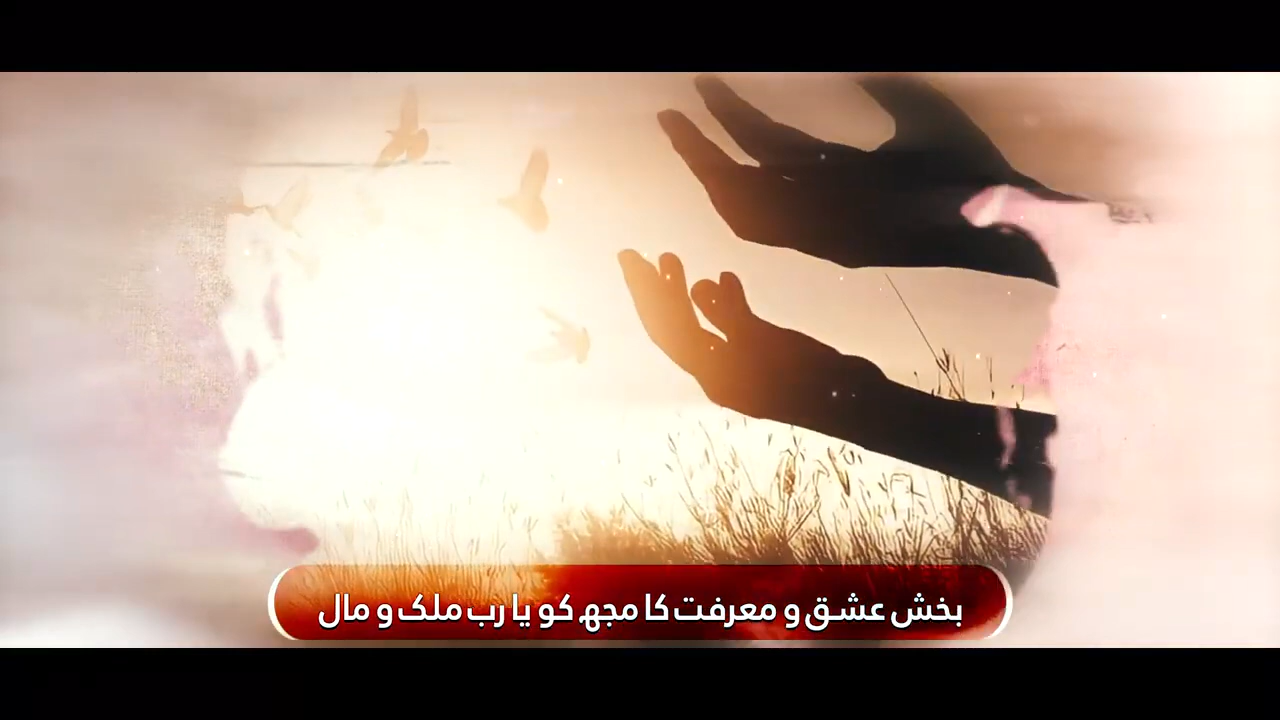 بخش عشق و معرفت کا مجھ کو یا رب ملک و مال